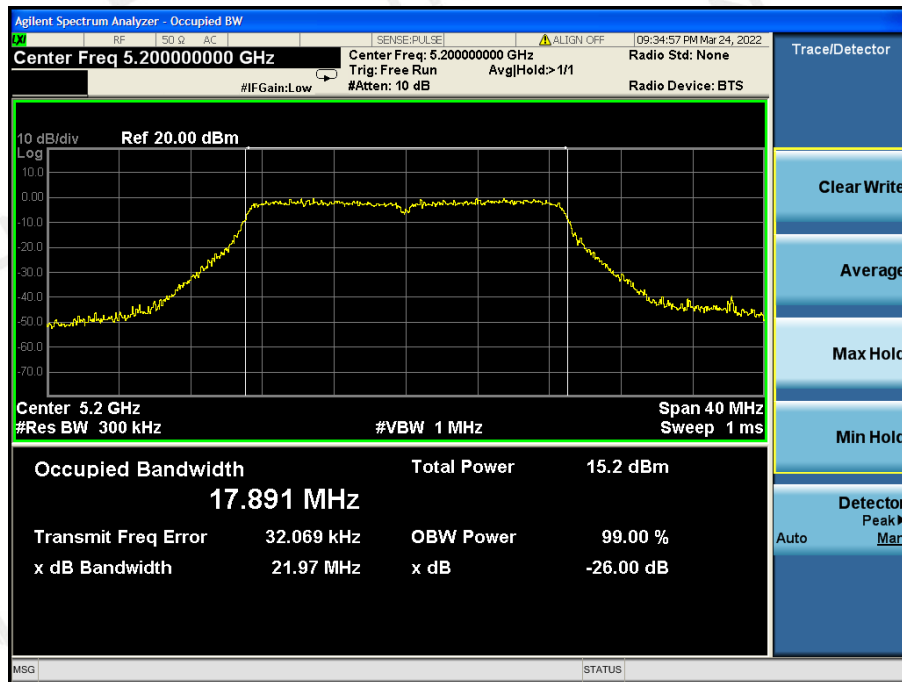 Agilent Spectrum Analyzer - Occupied BW
LXI RF 50 Ω AC SENSE:PULSE ALIGN OFF 09:34:57 PM Mar 24, 2022
Center Freq 5.200000000 GHz
Center Freq: 5.200000000 GHz
Radio Std: None
Trig: Free Run Avg|Hold:>1/1
#IFGain:Low #Atten: 10 dB Radio Device: BTS
Trace/Detector
10 dB/div Ref 20.00 dBm
Log
10.0
0.00
-10.0
-20.0
-30.0
-40.0
-50.0
-60.0
-70.0
Center 5.2 GHz Span 40 MHz
#Res BW 300 kHz #VBW 1 MHz Sweep 1 ms
Occupied Bandwidth Total Power 15.2 dBm
17.891 MHz
Transmit Freq Error 32.069 kHz OBW Power 99.00 %
x dB Bandwidth 21.97 MHz x dB -26.00 dB
Clear Write
Average
Max Hold
Min Hold
Detector
Peak▶
Auto Man
MSG STATUS